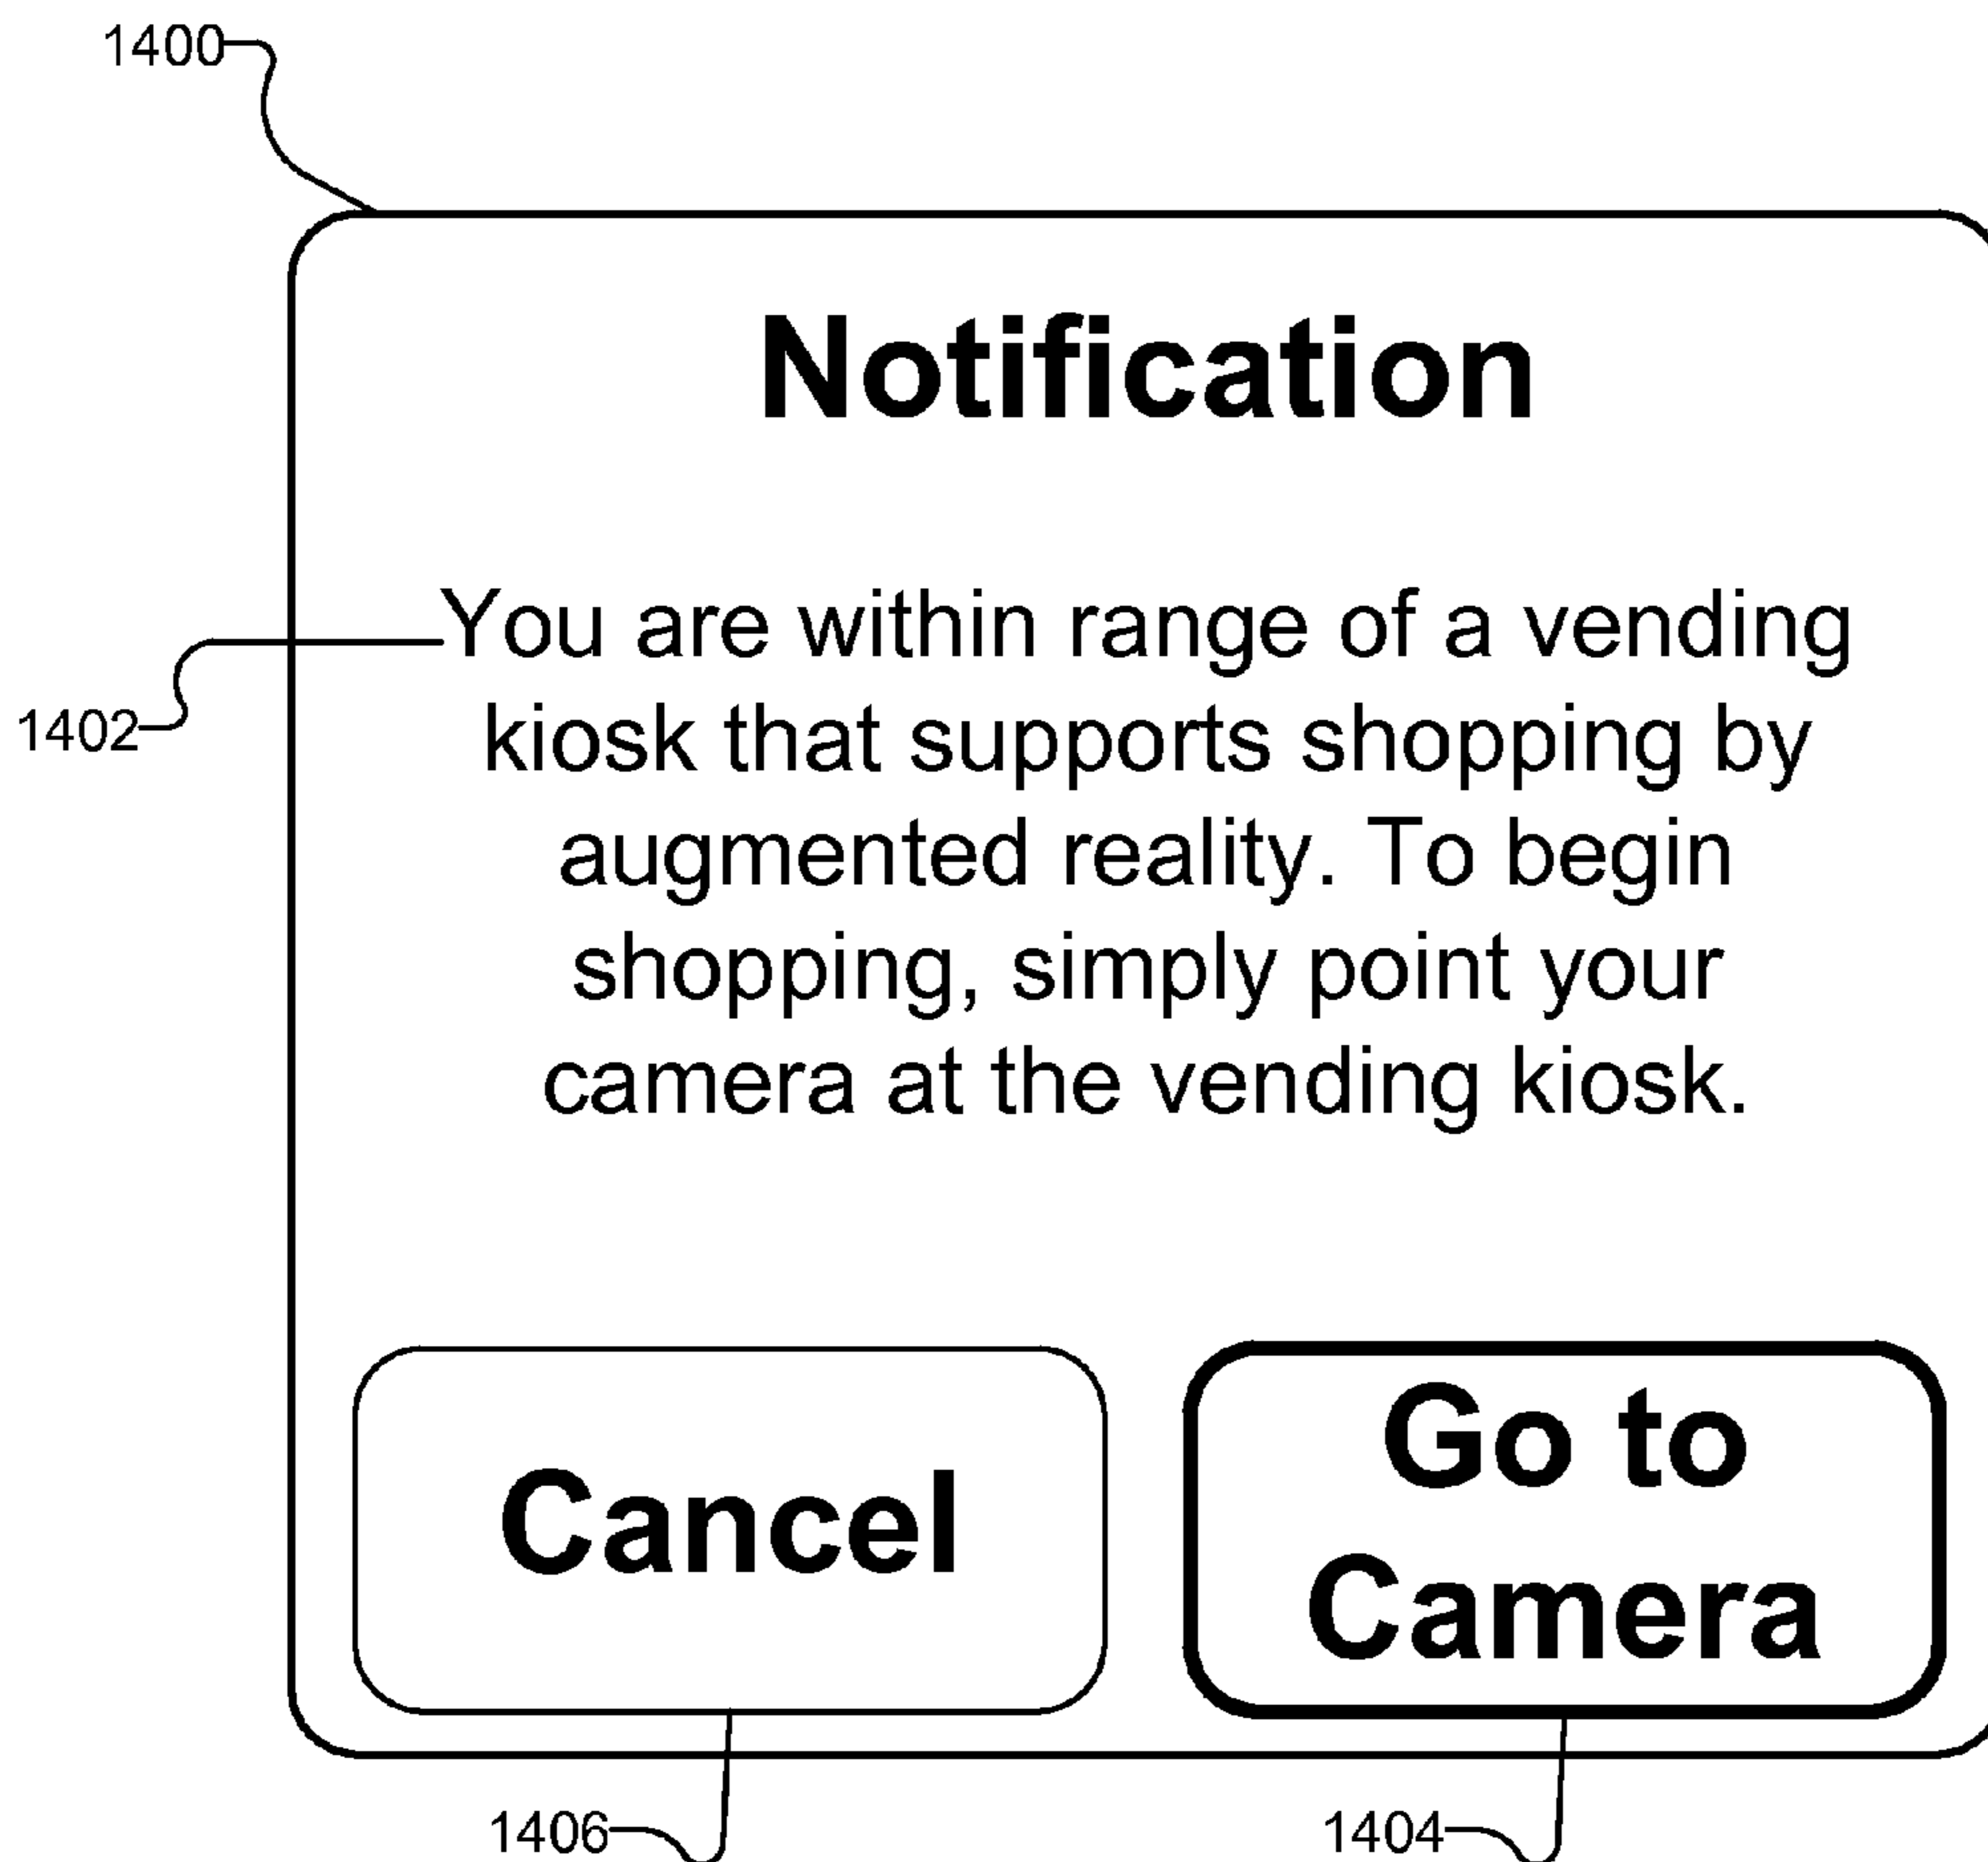 1400
Notification
You are within range of a vending
kiosk that supports shopping by
augmented reality. To begin
shopping, simply point your
camera at the vending kiosk.
1402
Cancel
Go to
Camera
1406
1404